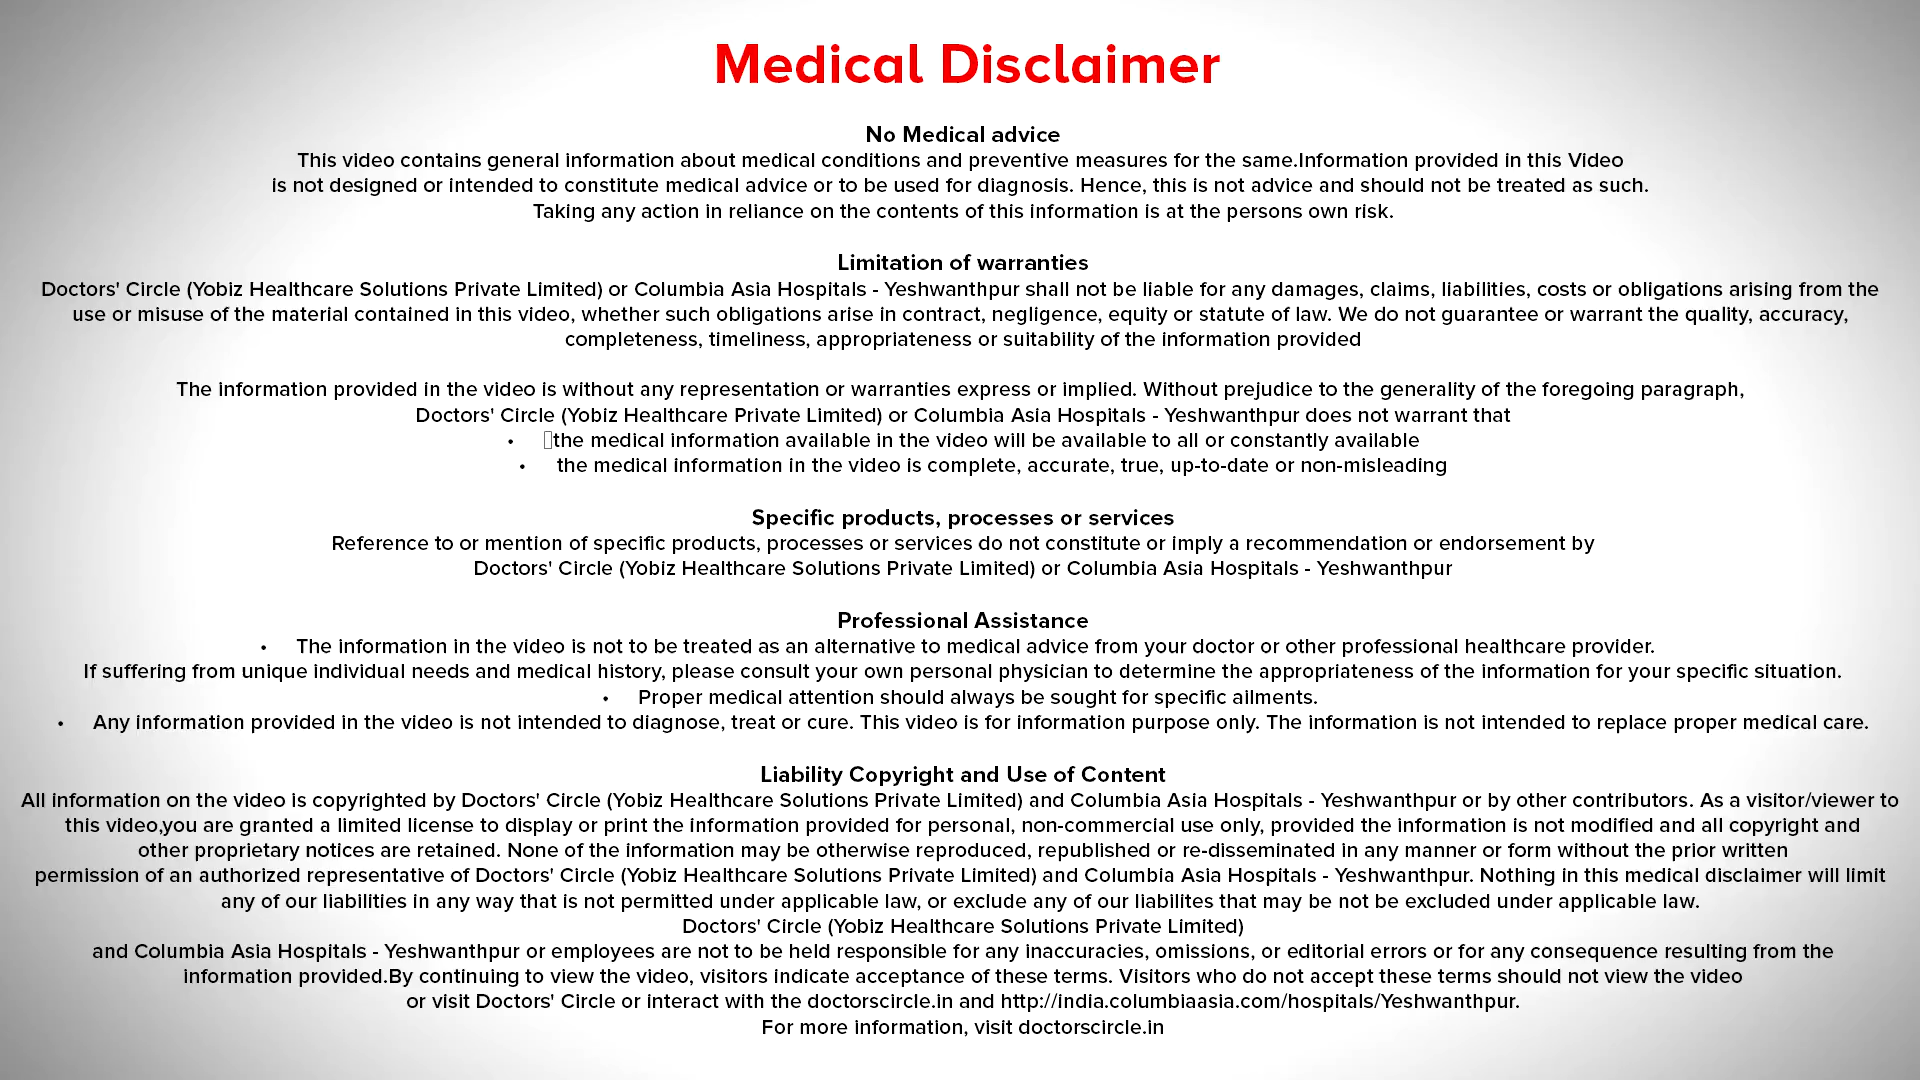 Medical Disclaimer
No Medical advice
This video contains general information about medical conditions and preventive measures for the same.Information provided in this Video
is not designed or intended to constitute medical advice or to be used for diagnosis. Hence, this is not advice and should not be treated as such.
Taking any action in reliance on the contents of this information is at the persons own risk.
Limitation of warranties
Doctors' Circle (Yobiz Healthcare Solutions Private Limited) or Columbia Asia Hospitals - Yeshwanthpur shall not be liable for any damages, claims, liabilities, costs or obligations arising from the
use or misuse of the material contained in this video, whether such obligations arise in contract, negligence, equity or statute of law. We do not guarantee or warrant the quality, accuracy,
completeness, timeliness, appropriateness or suitability of the information provided
The information provided in the video is without any representation or warranties express or implied. Without prejudice to the generality of the foregoing paragraph,
Doctors' Circle (Yobiz Healthcare Private Limited) or Columbia Asia Hospitals - Yeshwanthpur does not warrant that
• the medical information available in the video will be available to all or constantly available
• the medical information in the video is complete, accurate, true, up-to-date or non-misleading
Specific products, processes or services
Reference to or mention of specific products, processes or services do not constitute or imply a recommendation or endorsement by
Doctors' Circle (Yobiz Healthcare Solutions Private Limited) or Columbia Asia Hospitals - Yeshwanthpur
Professional Assistance
• The information in the video is not to be treated as an alternative to medical advice from your doctor or other professional healthcare provider.
If suffering from unique individual needs and medical history, please consult your own personal physician to determine the appropriateness of the information for your specific situation.
• Proper medical attention should always be sought for specific ailments.
• Any information provided in the video is not intended to diagnose, treat or cure. This video is for information purpose only. The information is not intended to replace proper medical care.
Liability Copyright and Use of Content
All information on the video is copyrighted by Doctors' Circle (Yobiz Healthcare Solutions Private Limited) and Columbia Asia Hospitals - Yeshwanthpur or by other contributors. As a visitor/viewer to
this video,you are granted a limited license to display or print the information provided for personal, non-commercial use only, provided the information is not modified and all copyright and
other proprietary notices are retained. None of the information may be otherwise reproduced, republished or re-disseminated in any manner or form without the prior written
permission of an authorized representative of Doctors' Circle (Yobiz Healthcare Solutions Private Limited) and Columbia Asia Hospitals - Yeshwanthpur. Nothing in this medical disclaimer will limit
any of our liabilities in any way that is not permitted under applicable law, or exclude any of our liabilites that may be not be excluded under applicable law.
Doctors' Circle (Yobiz Healthcare Solutions Private Limited)
and Columbia Asia Hospitals - Yeshwanthpur or employees are not to be held responsible for any inaccuracies, omissions, or editorial errors or for any consequence resulting from the
information provided.By continuing to view the video, visitors indicate acceptance of these terms. Visitors who do not accept these terms should not view the video
or visit Doctors' Circle or interact with the doctorscircle.in and http://india.columbiaasia.com/hospitals/Yeshwanthpur.
For more information, visit doctorscircle.in